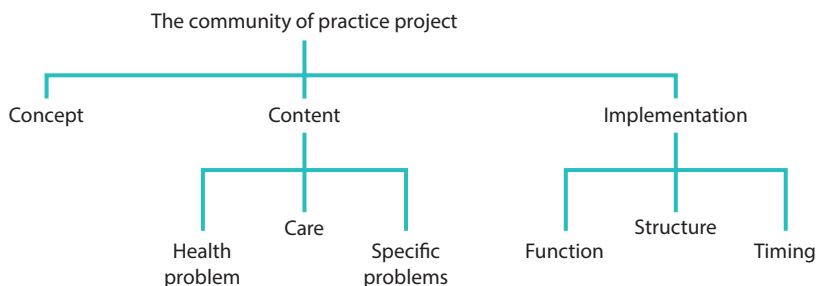 The community of practice project
Concept
Content
Implementation
Health
problem
Care
Specific
problems
Function
Structure
Timing